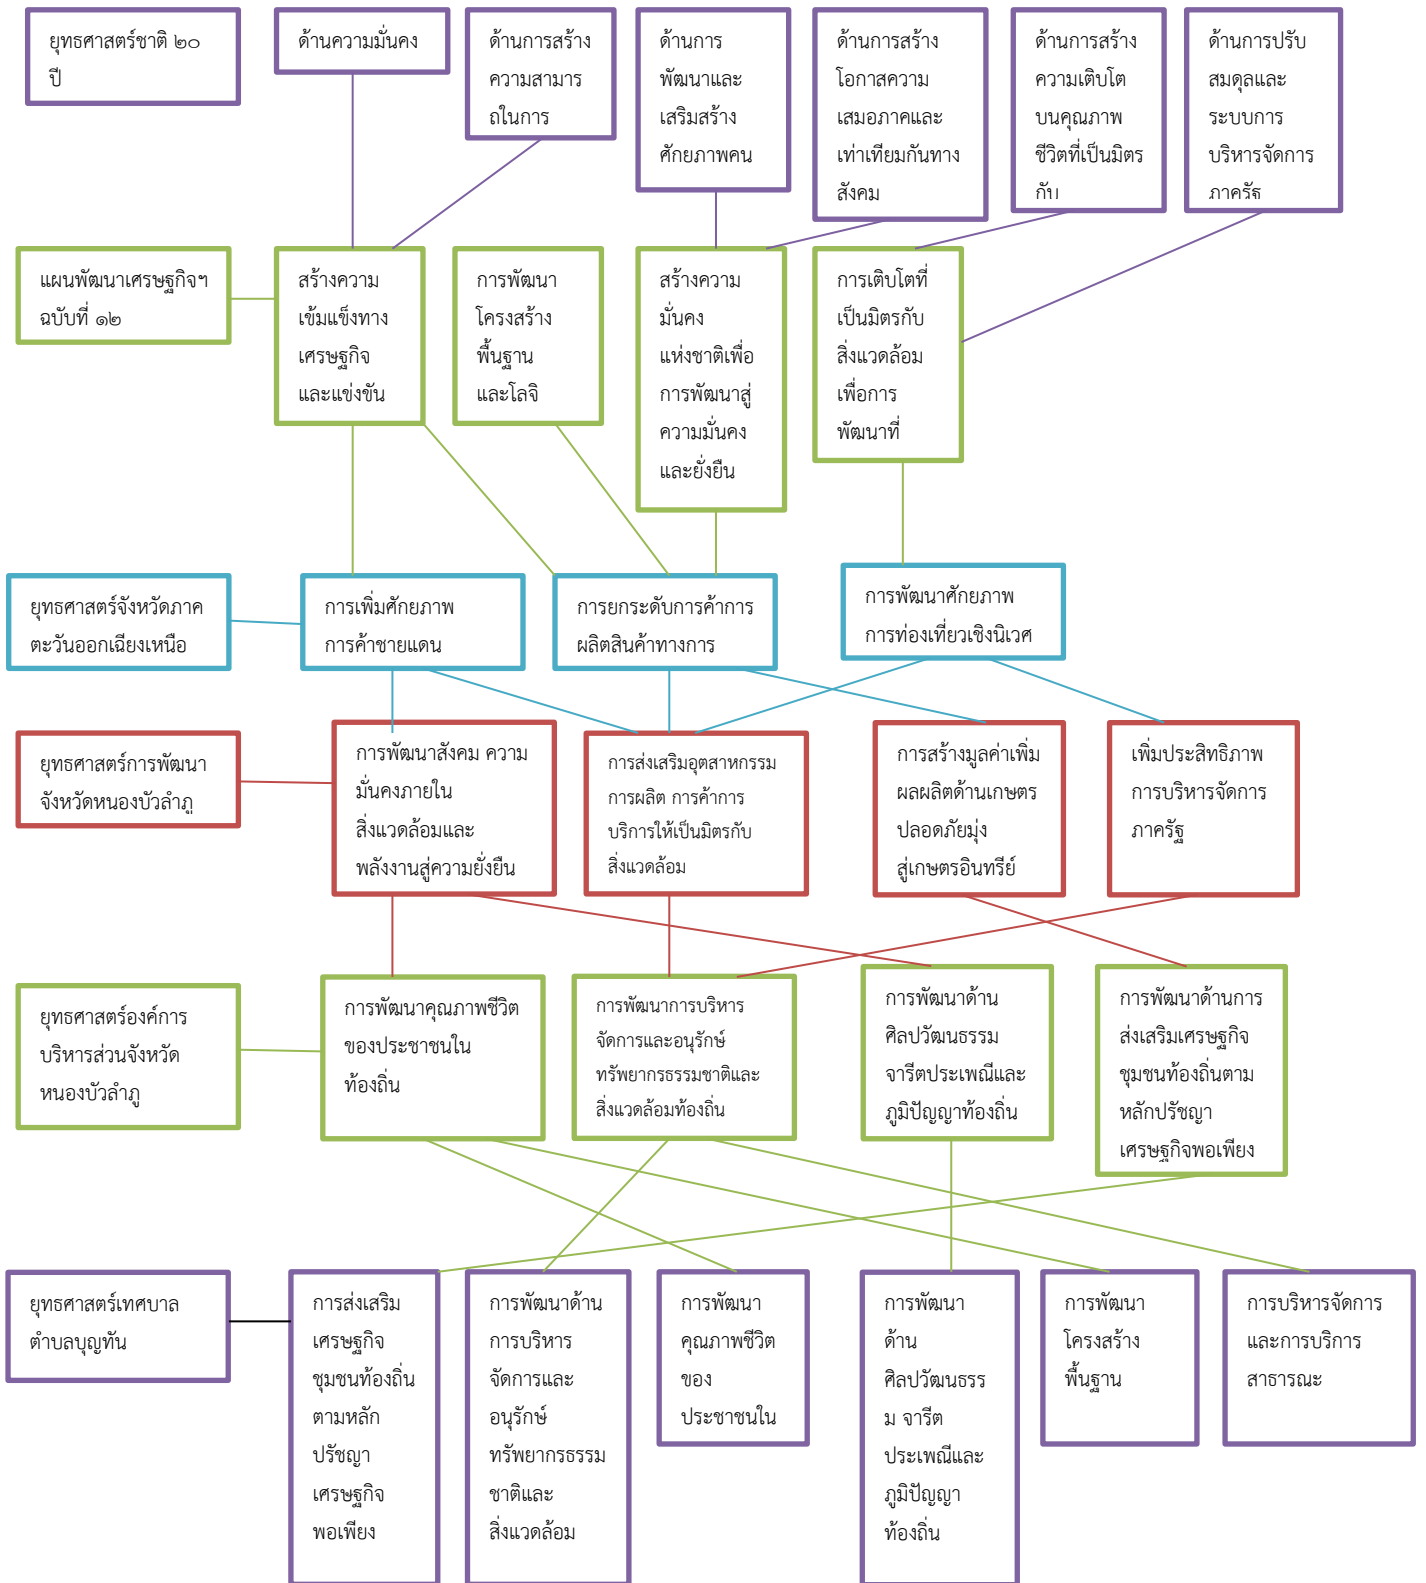 ยุทธศาสตร์ชาติ ๒๐
ปี
ด้านความมั่นคง
ด้านการสร้าง
ความสามาร
ถในการ
ด้านการ
พัฒนาและ
เสริมสร้าง
ศักยภาพคน
ด้านการสร้าง
โอกาสความ
เสมอภาคและ
เท่าเทียมกันทาง
สังคม
ด้านการสร้าง
ความเติบโต
บนคุณภาพ
ชีวิตที่เป็นมิตร
กับ
ด้านการปรับ
สมดุลและ
ระบบการ
บริหารจัดการ
ภาครัฐ
แผนพัฒนาเศรษฐกิจฯ
ฉบับที่ ๑๒
สร้างความ
เข้มแข็งทาง
เศรษฐกิจ
และแข่งขัน
การพัฒนา
โครงสร้าง
พื้นฐาน
และโลจิ
สร้างความ
มั่นคง
แห่งชาติเพื่อ
การพัฒนาสู่
ความมั่นคง
และยั่งยืน
การเติบโตที่
เป็นมิตรกับ
สิ่งแวดล้อม
เพื่อการ
พัฒนาที่
ยุทธศาสตร์จังหวัดภาค
ตะวันออกเฉียงเหนือ
การเพิ่มศักยภาพ
การค้าชายแดน
การยกระดับการค้าการ
ผลิตสินค้าทางการ
การพัฒนาศักยภาพ
การท่องเที่ยวเชิงนิเวศ
ยุทธศาสตร์การพัฒนา
จังหวัดหนองบัวลำภู
การพัฒนาสังคม ความ
มั่นคงภายใน
สิ่งแวดล้อมและ
พลังงานสู่ความยั่งยืน
การส่งเสริมอุตสาหกรรม
การผลิต การค้าการ
บริการให้เป็นมิตรกับ
สิ่งแวดล้อม
การสร้างมูลค่าเพิ่ม
ผลผลิตด้านเกษตร
ปลอดภัยมุ่ง
สู่เกษตรอินทรีย์
เพิ่มประสิทธิภาพ
การบริหารจัดการ
ภาครัฐ
ยุทธศาสตร์องค์การ
บริหารส่วนจังหวัด
หนองบัวลำภู
การพัฒนาคุณภาพชีวิต
ของประชาชนใน
ท้องถิ่น
การพัฒนาการบริหาร
จัดการและอนุรักษ์
ทรัพยากรธรรมชาติและ
สิ่งแวดล้อมท้องถิ่น
การพัฒนาด้าน
ศิลปวัฒนธรรม
จารีตประเพณีและ
ภูมิปัญญาท้องถิ่น
การพัฒนาด้านการ
ส่งเสริมเศรษฐกิจ
ชุมชนท้องถิ่นตาม
หลักปรัชญา
เศรษฐกิจพอเพียง
ยุทธศาสตร์เทศบาล
ตำบลบุญทัน
การส่งเสริม
เศรษฐกิจ
ชุมชนท้องถิ่น
ตามหลัก
ปรัชญา
เศรษฐกิจ
พอเพียง
การพัฒนาด้าน
การบริหาร
จัดการและ
อนุรักษ์
ทรัพยากรธรรม
ชาติและ
สิ่งแวดล้อม
การพัฒนา
คุณภาพชีวิต
ของ
ประชาชนใน
การพัฒนา
ด้าน
ศิลปวัฒนธรร
ม จารีต
ประเพณีและ
ภูมิปัญญา
ท้องถิ่น
การพัฒนา
โครงสร้าง
พื้นฐาน
การบริหารจัดการ
และการบริการ
สาธารณะ